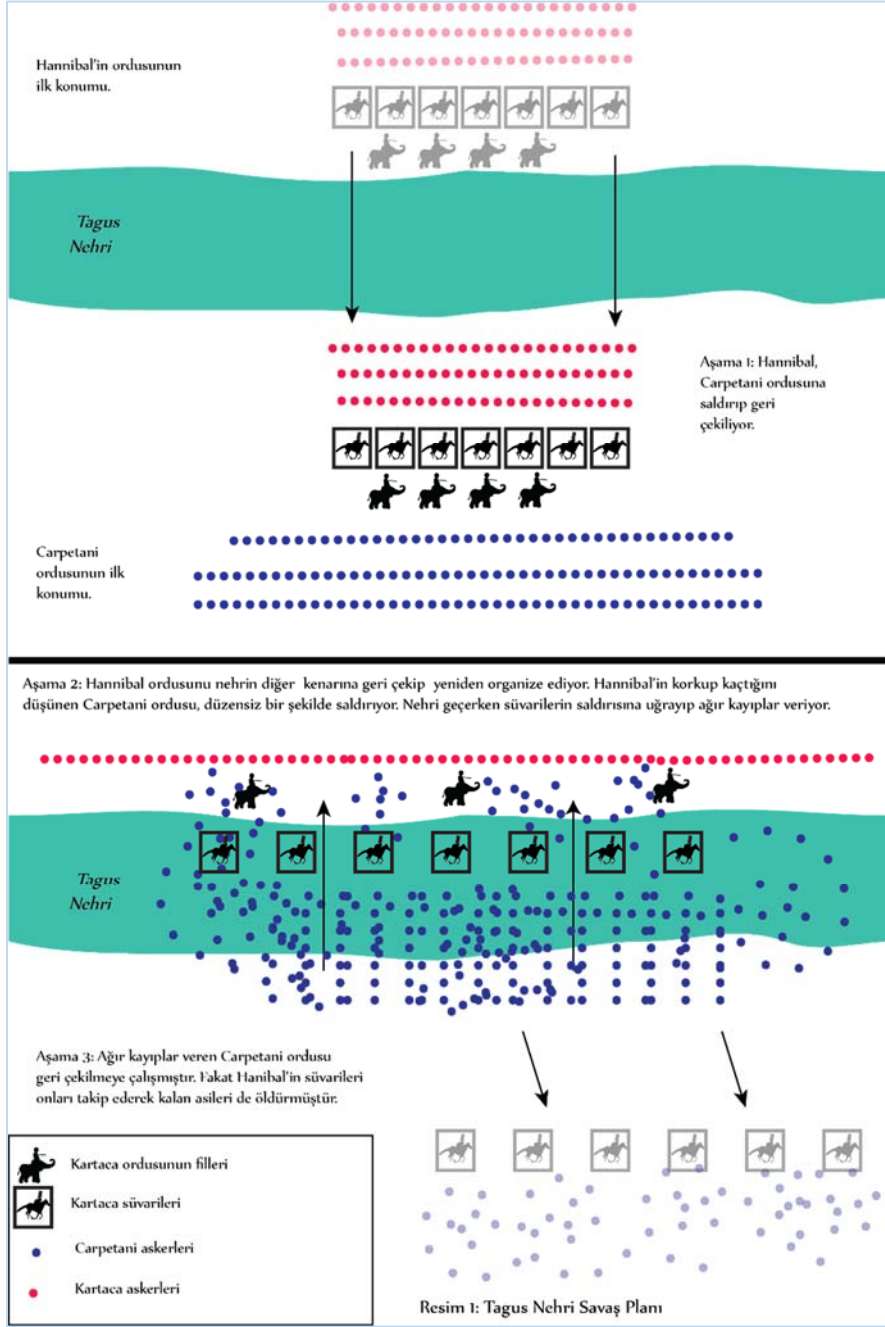 Hannibal'in ordusunun
ilk konumu.
Tagus
Nehri
Aşama 1: Hannibal,
Carpetani ordusuna
saldırıp geri
çekiliyor.
Carpetani
ordusunun ilk
konumu.
Aşama 2: Hannibal ordusunu nehrin diğer kenarına geri çekip yeniden organize ediyor. Hannibal'in korkup kaçtığını
düşünen Carpetani ordusu, düzensiz bir şekilde saldırıyor. Nehri geçerken süvarilerin saldırısına uğrayıp ağır kayıplar veriyor.
Tagus
Nehri
Aşama 3: Ağır kayıplar veren Carpetani ordusu
geri çekilmeye çalışmıştır. Fakat Hanibal'in süvarileri
onları takip ederek kalan asileri de öldürmüştür.
Kartaca ordusunun filleri
Kartaca süvarileri
Carpetani askerleri
Kartaca askerleri
Resim 1: Tagus Nehri Savaş Planı